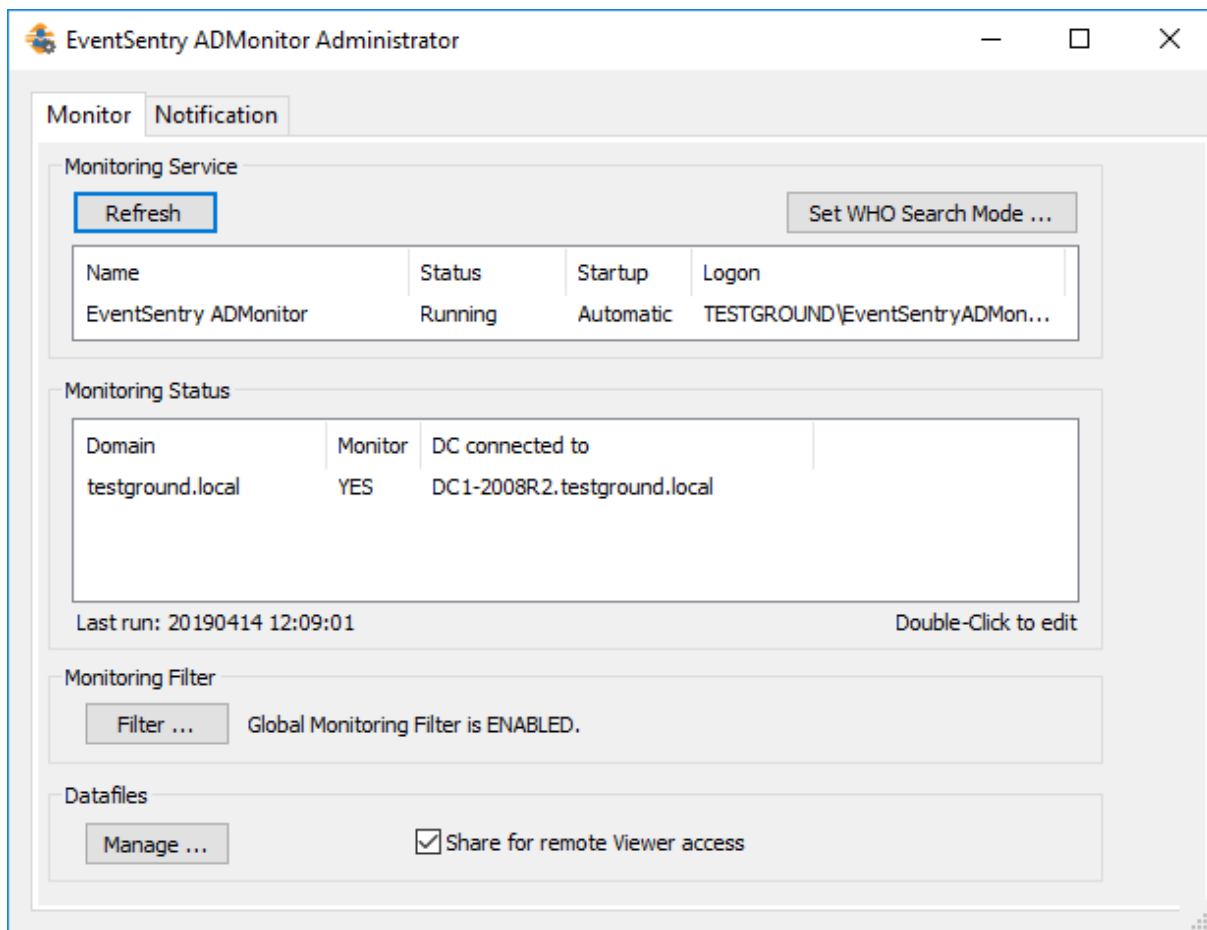 EventSentry ADMonitor Administrator
Monitor Notification
Monitoring Service
Refresh Set WHO Search Mode ...
Name Status Startup Logon
EventSentry ADMonitor Running Automatic TESTGROUND\EventSentryADMon...
Monitoring Status
Domain Monitor DC connected to
testground.local YES DC1-2008R2.testground.local
Last run: 20190414 12:09:01 Double-Click to edit
Monitoring Filter
Filter ... Global Monitoring Filter is ENABLED.
Datafiles
Manage ... Share for remote Viewer access